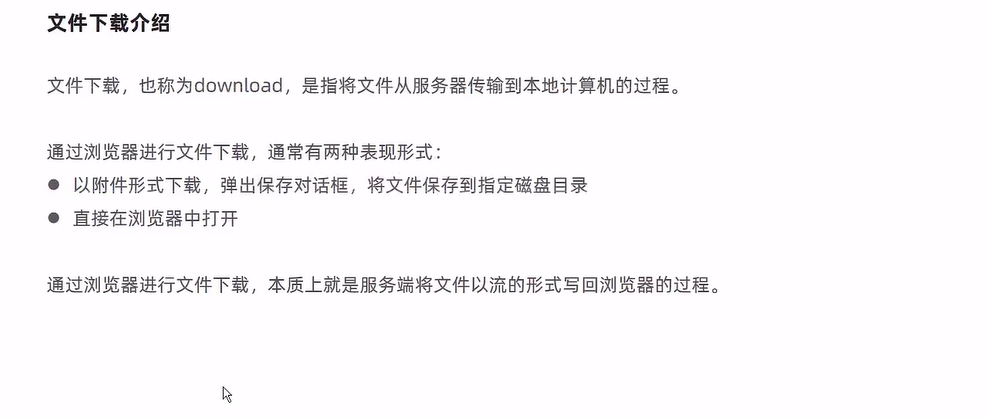 文件下载介绍
文件下载，也称为download，是指将文件从服务器传输到本地计算机的过程。
通过浏览器进行文件下载，通常有两种表现形式：
● 以附件形式下载，弹出保存对话框，将文件保存到指定磁盘目录
● 直接在浏览器中打开
通过浏览器进行文件下载，本质上就是服务端将文件以流的形式写回浏览器的过程。